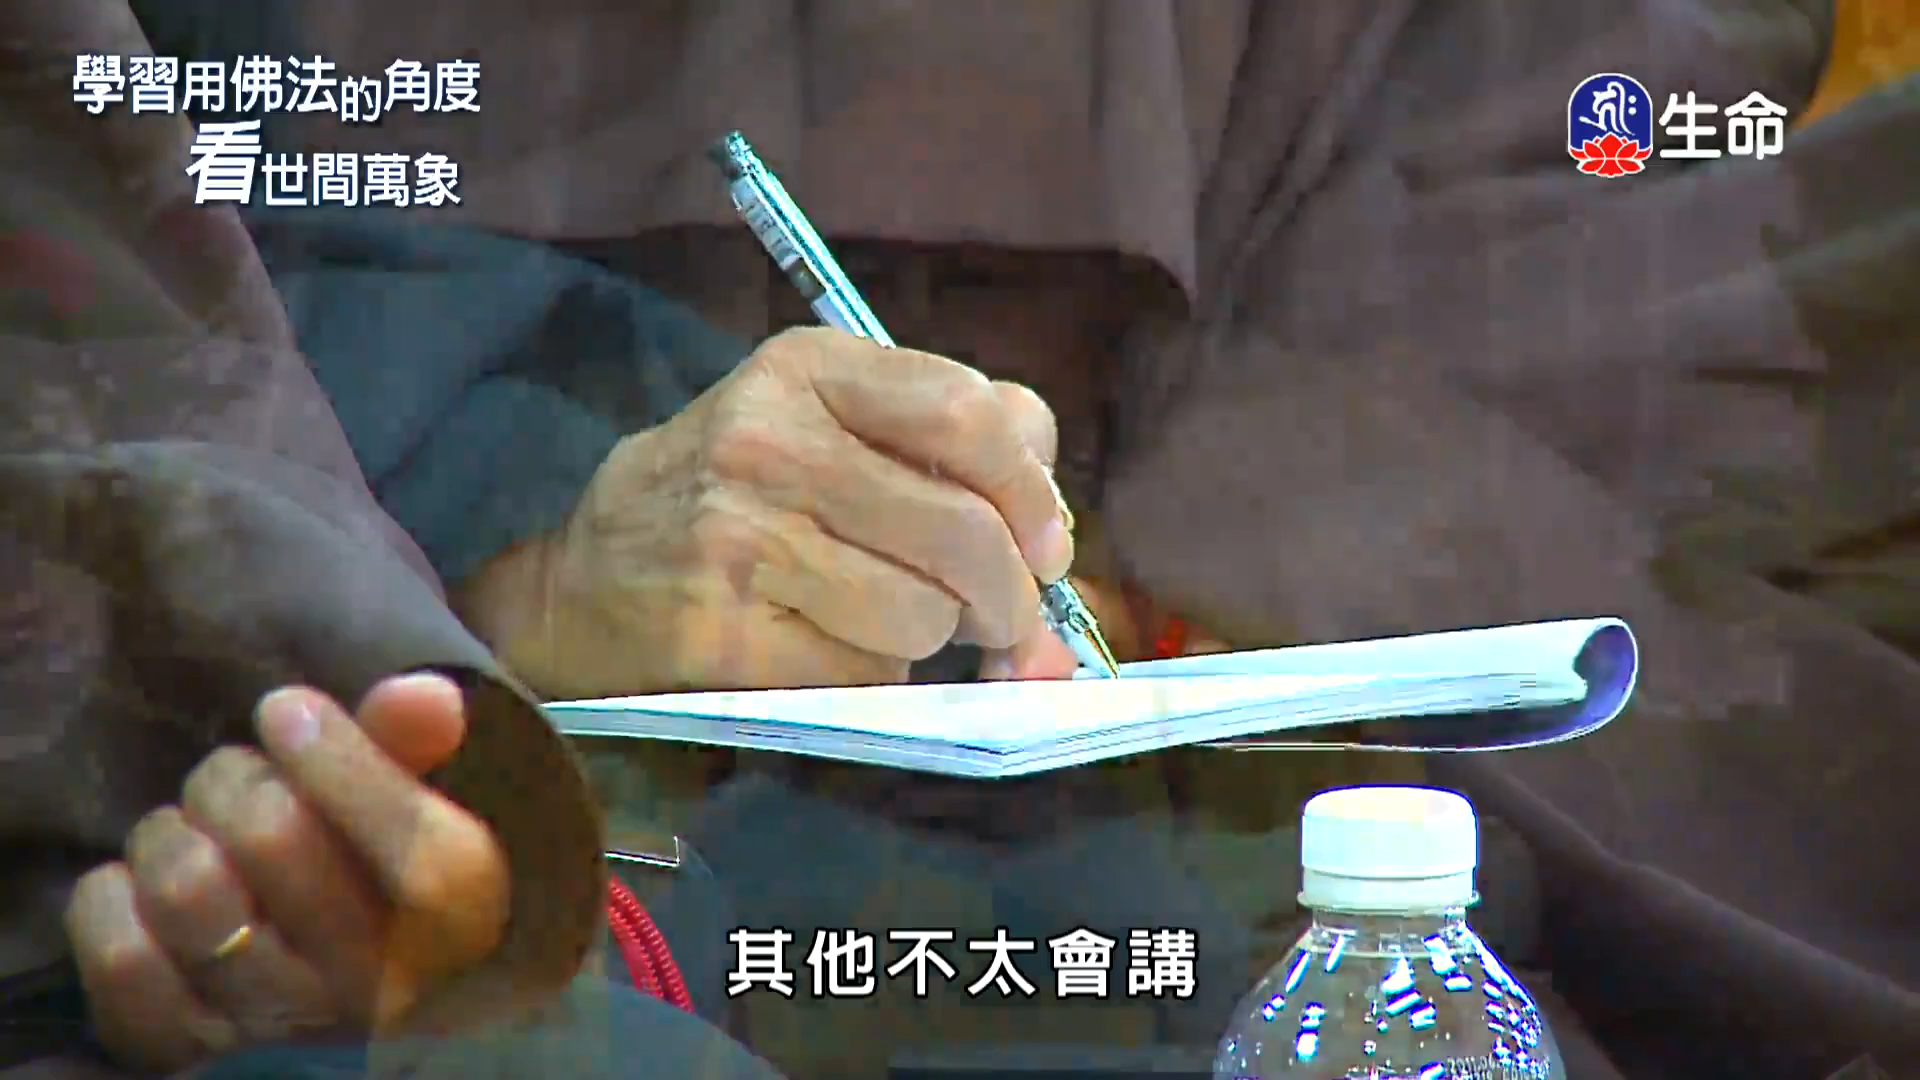 學習用佛法的角度
看世間萬象
生命
其他不太會講